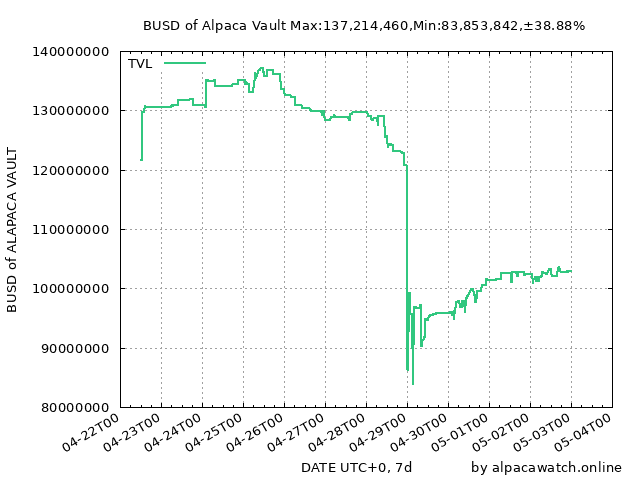 BUSD of Alpaca Vault Max:137,214,460,Min:83,853,842,±38.88%
TVL
BUSD of ALAPACA VAULT
140000000
130000000
120000000
110000000
100000000
90000000
80000000
04-22T00
04-23T00
04-24T00
04-25T00
04-26T00
04-27T00
04-28T00
04-29T00
04-30T00
05-01T00
05-02T00
05-03T00
05-04T00
DATE UTC+0, 7d
by alpacawatch.online